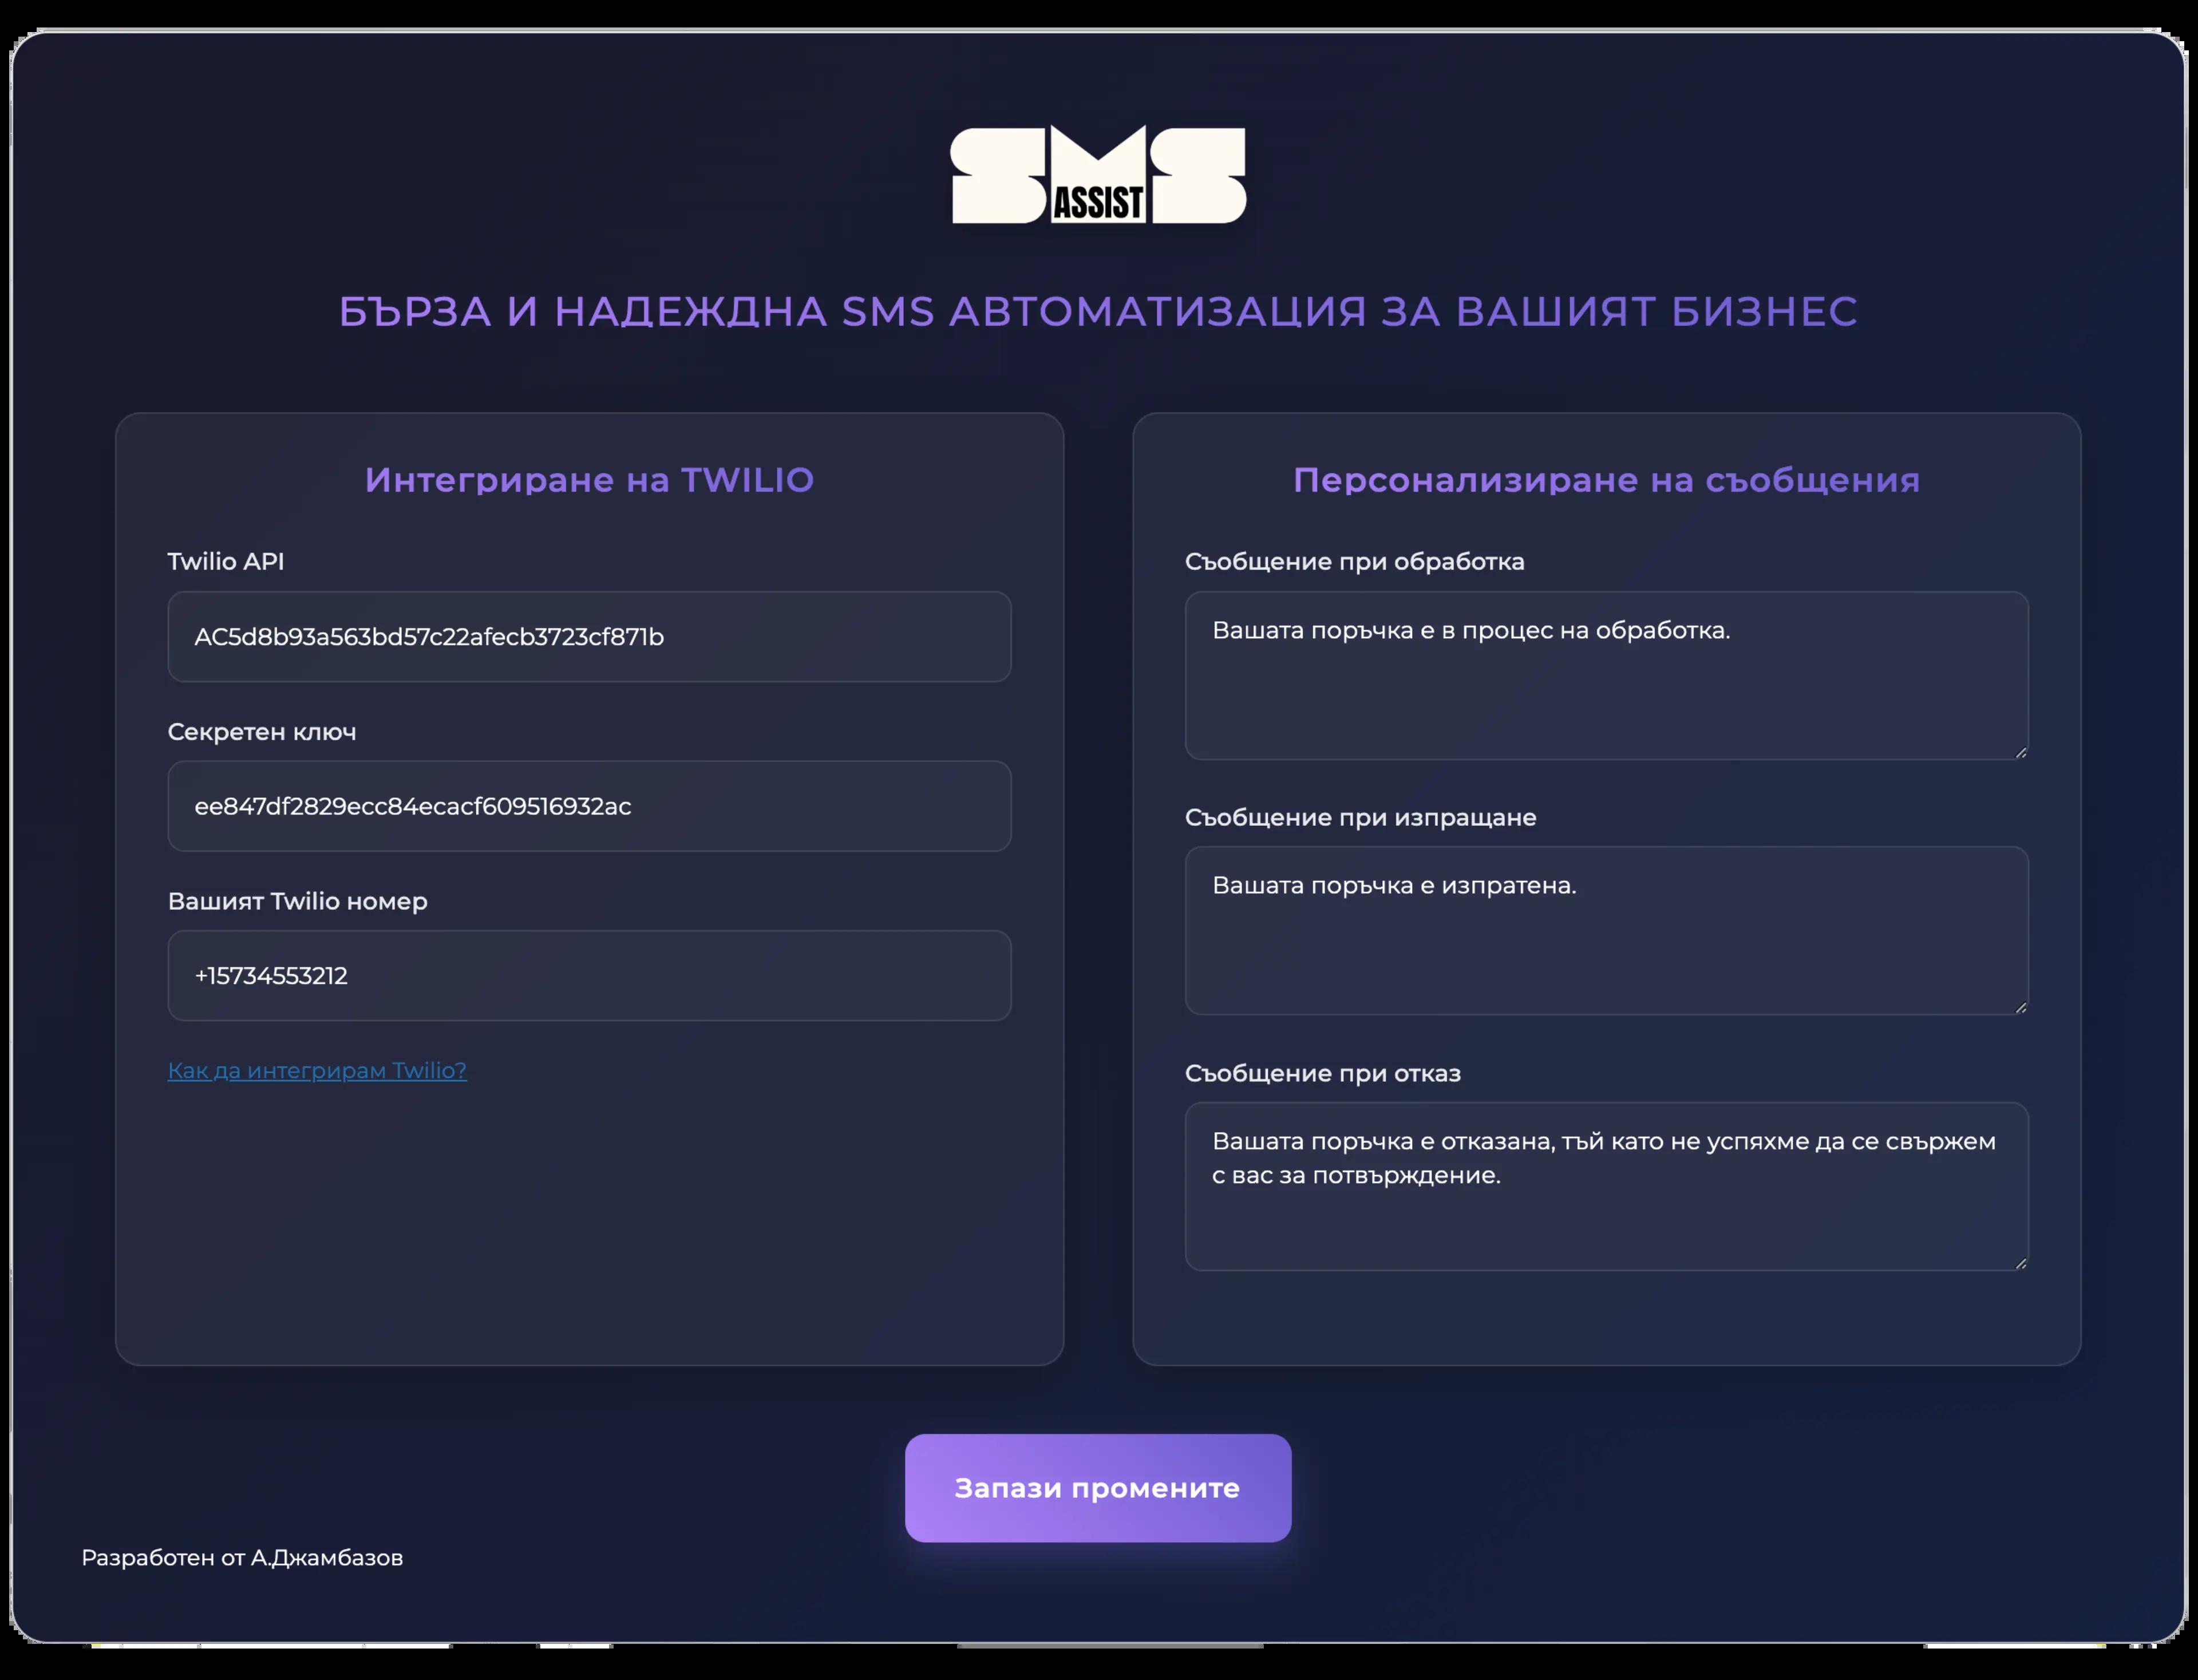 SMS
ASSIST
БЪРЗА И НАДЕЖДНА SMS АВТОМАТИЗАЦИЯ ЗА ВАШИЯТ БИЗНЕС
Интегриране на TWILIO
Twilio API
AC5d8b93a563bd57c22afecb3723cf871b
Секретен ключ
ee847df2829ecc84ecacf609516932ac
Вашият Twilio номер
+15734553212
Как да интегрирам Twilio?
Персонализиране на съобщения
Съобщение при обработка
Вашата поръчка е в процес на обработка.
Съобщение при изпращане
Вашата поръчка е изпратена.
Съобщение при отказ
Вашата поръчка е отказана, тъй като не успяхме да се свържем
с вас за потвърждение.
Запази промените
Разработен от А.Джамбазов